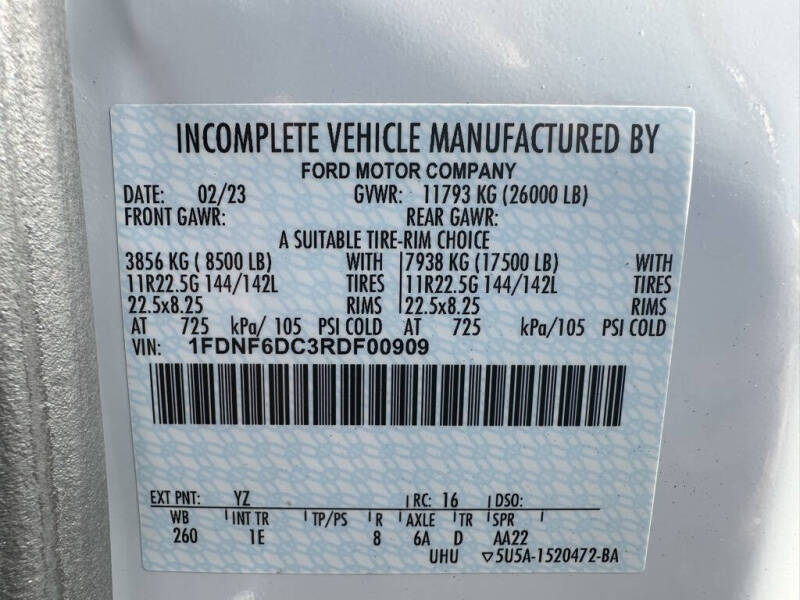 INCOMPLETE VEHICLE MANUFACTURED BY
FORD MOTOR COMPANY
DATE: 02/23 GVWR: 11793 KG (26000 LB)
FRONT GAWR: REAR GAWR:
A SUITABLE TIRE-RIM CHOICE
3856 KG ( 8500 LB) WITH 7938 KG (17500 LB) WITH
11R22.5G 144/142L TIRES 11R22.5G 144/142L TIRES
22.5x8.25 RIMS 22.5x8.25 RIMS
AT 725 kPa/ 105 PSI COLD AT 725 kPa/105 PSI COLD
VIN: 1FDNF6DC3RDF00909
EXT PNT: YZ RC: 16 DSO:
WB INT TR TP/PS R AXLE TR SPR
260 1E 8 6A D AA22
UHU ▽5U5A-1520472-BA